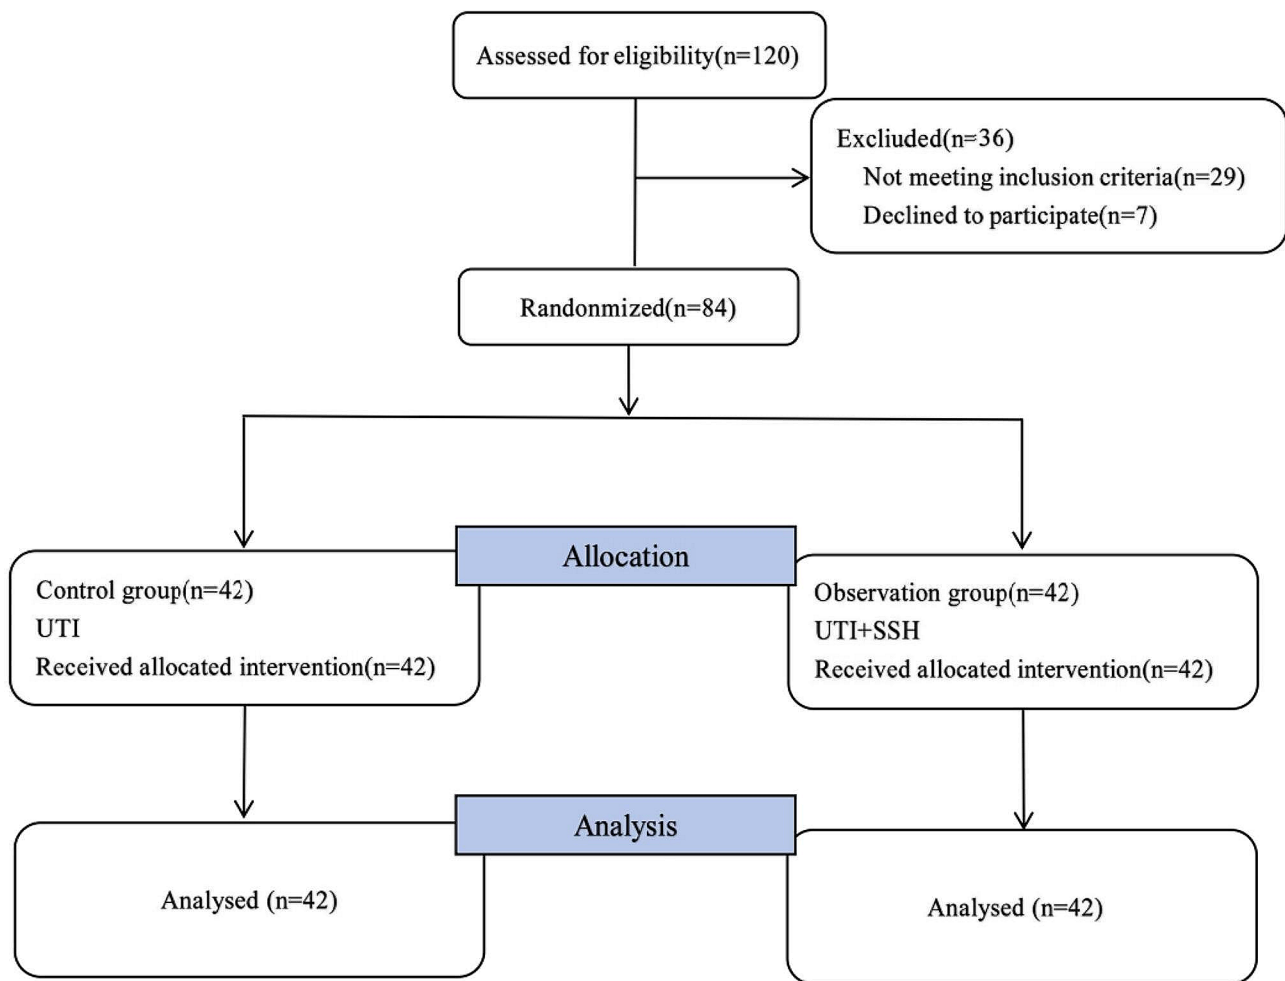 Assessed for eligibility(n=120)
Excliuded(n=36)
Not meeting inclusion criteria(n=29)
Declined to participate(n=7)
Randonmized(n=84)
Allocation
Control group(n=42)
UTI
Received allocated intervention(n=42)
Observation group(n=42)
UTI+SSH
Received allocated intervention(n=42)
Analysis
Analysed (n=42)
Analysed (n=42)